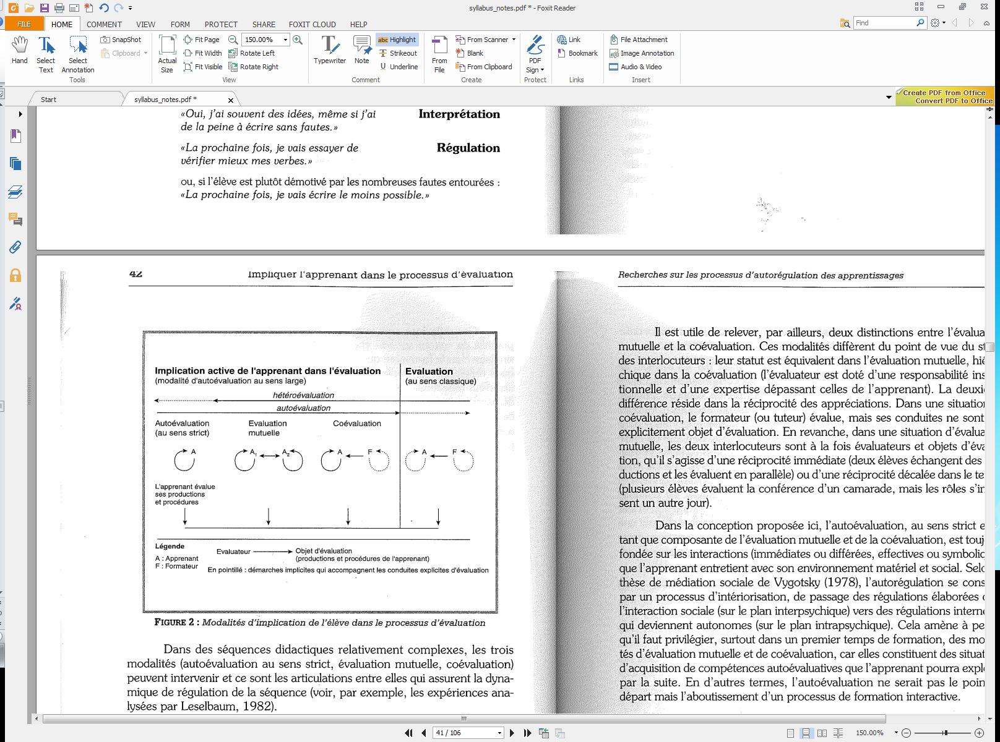 syllabus_notes.pdf * - Foxit Reader
FILE HOME COMMENT VIEW FORM PROTECT SHARE FOXIT CLOUD HELP
Find
Hand
Select Text
Select Annotation
SnapShot
Clipboard
Tools
Actual Size
Fit Page
Fit Width
Fit Visible
150.00%
Rotate Left
Rotate Right
View
Typewriter
Note
abc Highlight
Strikeout
Underline
Comment
From File
From Scanner
Blank
From Clipboard
Create
PDF Sign
Protect
Link
Bookmark
Links
File Attachment
Image Annotation
Audio & Video
Insert
Start
syllabus_notes.pdf *
Create PDF from Office
Convert PDF to Office
«Oui, j'ai souvent des idées, même si j'ai Interprétation
de la peine à écrire sans fautes.»
«La prochaîne fois, je vais essayer de Régulation
vérifier mieux mes verbes.»
ou, si l'élève est plutôt démotivé par les nombreuses fautes entourées :
«La prochaine fois, je vais écrire le moins possible.»
42 Impliquer l'apprenant dans le processus d'évaluation
Implication active de l'apprenant dans l'évaluation
(modalité d'autoévaluation au sens large)
Evaluation
(au sens classique)
hétéroévaluation
autoévaluation
Autoévaluation
(au sens strict)
Evaluation
mutuelle
Coévaluation
A A1 A2 A F A F
L'apprenant évalue
ses productions
et procédures
Légende
A : Apprenant
F : Formateur
Evaluateur Objet d'évaluation
(productions et procédures de l'apprenant)
En pointillé : démarches implicites qui accompagnent les conduites explicites d'évaluation
FIGURE 2 : Modalités d'implication de l'élève dans le processus d'évaluation
Dans des séquences didactiques relativement complexes, les trois
modalités (autoévaluation au sens strict, évaluation mutuelle, coévaluation)
peuvent intervenir et ce sont les articulations entre elles qui assurent la dyna-
mique de régulation de la séquence (voir, par exemple, les expériences ana-
lysées par Leselbaum, 1982).
Recherches sur les processus d'autorégulation des apprentissages
Il est utile de relever, par ailleurs, deux distinctions entre l'évalua
mutuelle et la coévaluation. Ces modalités diffèrent du point de vue du st
des interlocuteurs : leur statut est équivalent dans l'évaluation mutuelle, hié
chique dans la coévaluation (l'évaluateur est doté d'une responsabilité ins
tionnelle et d'une expertise dépassant celles de l'apprenant). La deuxi
différence réside dans la réciprocité des appréciations. Dans une situation
coévaluation, le formateur (ou tuteur) évalue, mais ses conduites ne sont
explicitement objet d'évaluation. En revanche, dans une situation d'évalua
mutuelle, les deux interlocuteurs sont à la fois évaluateurs et objets d'éva
tion, qu'il s'agisse d'une réciprocité immédiate (deux élèves échangent des
ductions et les évaluent en parallèle) ou d'une réciprocité décalée dans le te
(plusieurs élèves évaluent la conférence d'un camarade, mais les rôles s'in
sent un autre jour).
Dans la conception proposée ici, l'autoévaluation, au sens strict e
tant que composante de l'évaluation mutuelle et de la coévaluation, est touj
fondée sur les interactions (immédiates ou différées, effectives ou symboliq
que l'apprenant entretient avec son environnement matériel et social. Selo
thèse de médiation sociale de Vygotsky (1978), l'autorégulation se cons
par un processus d'intériorisation, de passage des régulations élaborées
l'interaction sociale (sur le plan interpsychique) vers des régulations interne
qui deviennent autonomes (sur le plan intrapsychique). Cela amène à pe
qu'il faut privilégier, surtout dans un premier temps de formation, des mo
tés d'évaluation mutuelle et de coévaluation, car elles constituent des situat
d'acquisition de compétences autoévaluatives que l'apprenant pourra expl
par la suite. En d'autres termes, l'autoévaluation ne serait pas le poin
départ mais l'aboutissement d'un processus de formation interactive.
41 / 106
150.00%